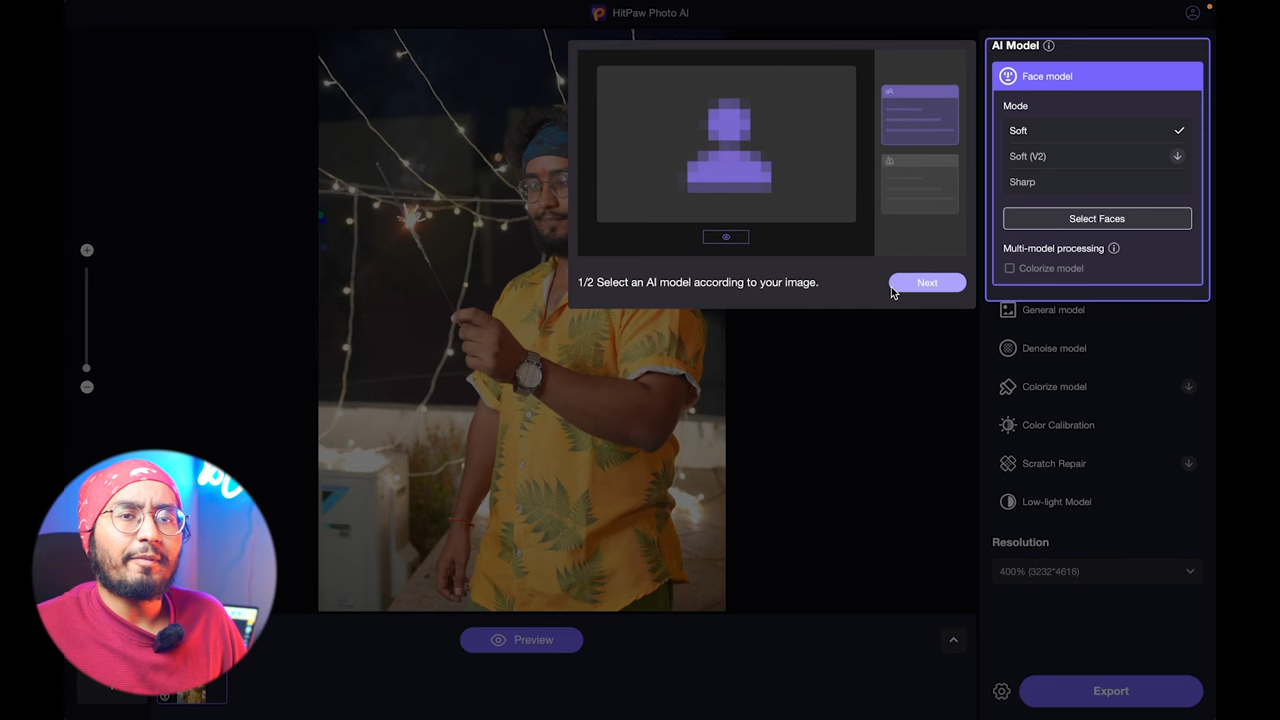 HitPaw Photo AI
AI Model
Face model
Mode
Soft
Soft (V2)
Sharp
Select Faces
Multi-model processing
Colorize model
1/2 Select an AI model according to your image.
Next
General model
Denoise model
Colorize model
Color Calibration
Scratch Repair
Low-light Model
Resolution
400% (3232*4616)
Preview
Export